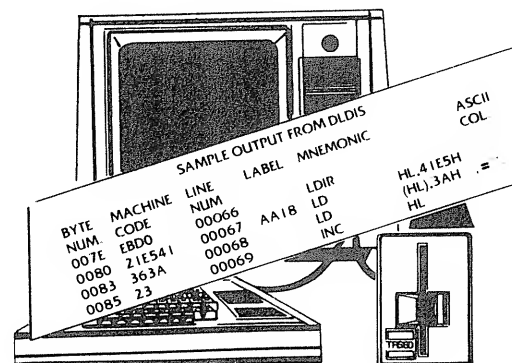 SAMPLE OUTPUT FROM DLDIS
BYTE NUM. MACHINE CODE LINE NUM LABEL MNEMONIC ASCII COL.
007E EBD0 00066 LDIR
0080 21E541 00067 AA18 LD HL,41E5H
0083 363A 00068 LD (HL),3AH
0085 23 00069 INC HL
TRS80